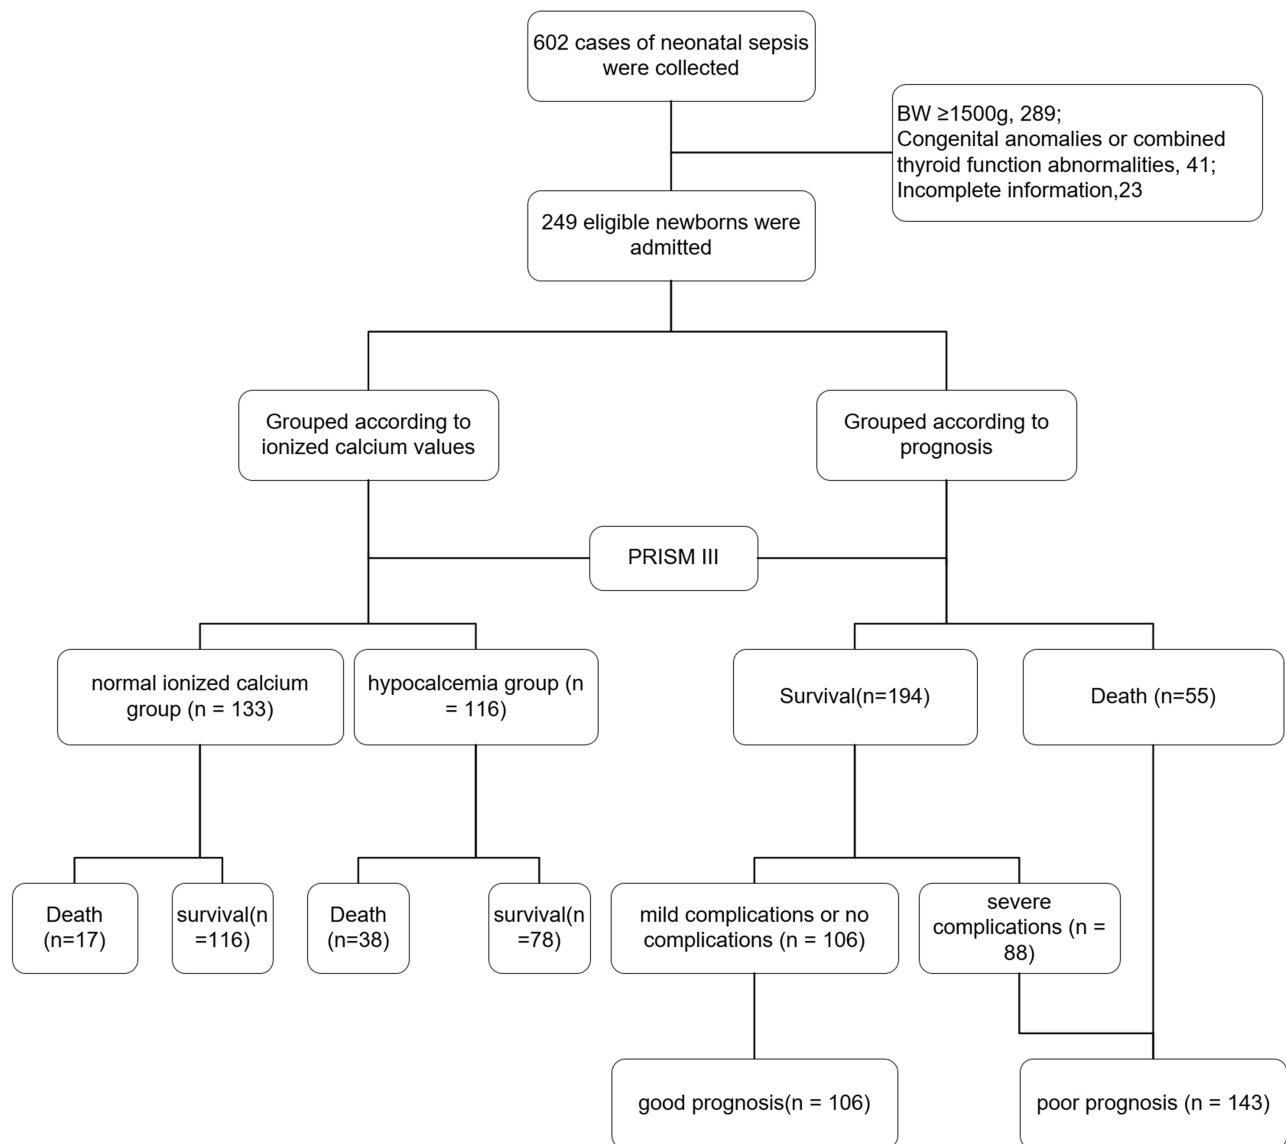 602 cases of neonatal sepsis
were collected
BW ≥1500g, 289;
Congenital anomalies or combined
thyroid function abnormalities, 41;
Incomplete information,23
249 eligible newborns were
admitted
Grouped according to
ionized calcium values
Grouped according to
prognosis
PRISM III
normal ionized calcium
group (n = 133)
hypocalcemia group (n
= 116)
Survival(n=194)
Death (n=55)
Death
(n=17)
survival(n
=116)
Death
(n=38)
survival(n
=78)
mild complications or no
complications (n = 106)
severe
complications (n =
88)
good prognosis(n = 106)
poor prognosis (n = 143)